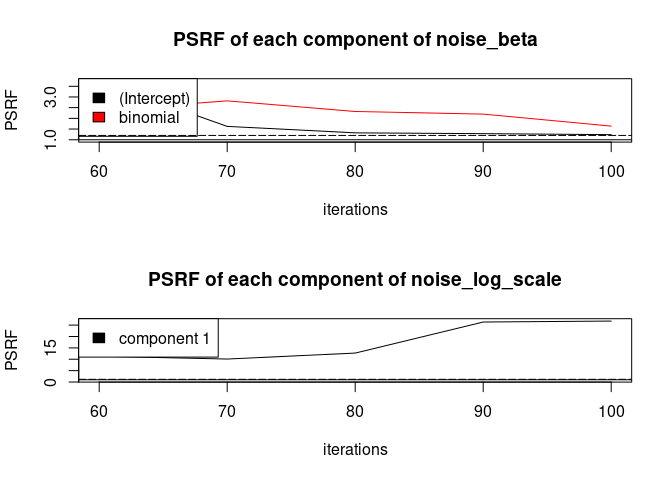 PSRF of each component of noise_beta
PSRF
3.0
1.0
(Intercept)
binomial
60 70 80 90 100
iterations
PSRF of each component of noise_log_scale
PSRF
15
0
component 1
60 70 80 90 100
iterations